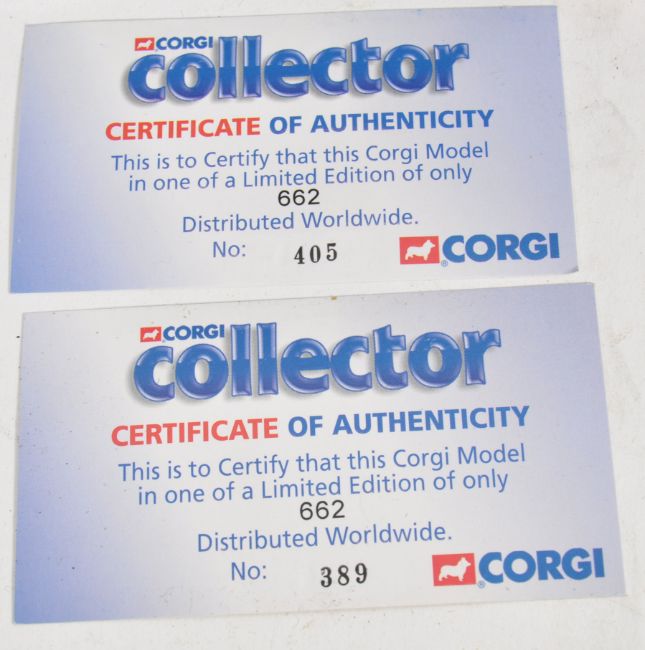 CORGI
collector
CERTIFICATE OF AUTHENTICITY
This is to Certify that this Corgi Model
in one of a Limited Edition of only
662
Distributed Worldwide.
No: 405
CORGI
®
CORGI
collector
CERTIFICATE OF AUTHENTICITY
This is to Certify that this Corgi Model
in one of a Limited Edition of only
662
Distributed Worldwide.
No: 389
CORGI
®